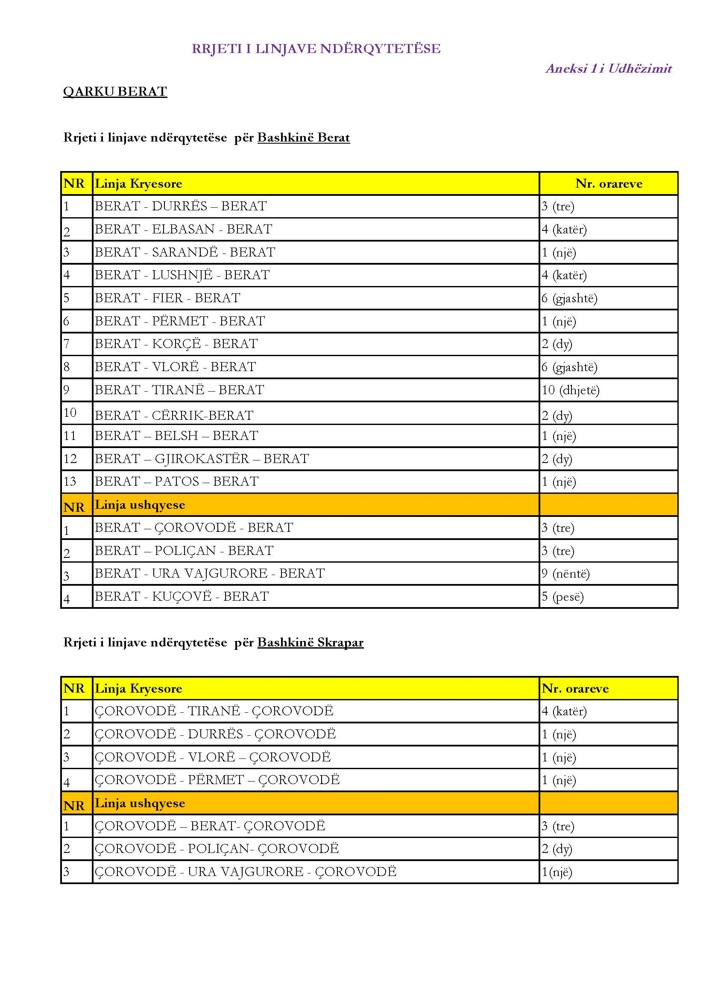 RRJETI I LINJAVE NDËRQYTETËSE
Aneksi 1 i Udhëzimit
QARKU BERAT
Rrjeti i linjave ndërqytetëse për Bashkinë Berat
NR Linja Kryesore Nr. orareve
1 BERAT - DURRËS – BERAT 3 (tre)
2 BERAT - ELBASAN - BERAT 4 (katër)
3 BERAT - SARANDË - BERAT 1 (një)
4 BERAT - LUSHNJË - BERAT 4 (katër)
5 BERAT - FIER - BERAT 6 (gjashtë)
6 BERAT - PËRMET - BERAT 1 (një)
7 BERAT - KORÇË - BERAT 2 (dy)
8 BERAT - VLORË - BERAT 6 (gjashtë)
9 BERAT - TIRANË – BERAT 10 (dhjetë)
10 BERAT - CËRRIK-BERAT 2 (dy)
11 BERAT – BELSH – BERAT 1 (një)
12 BERAT – GJIROKASTËR – BERAT 2 (dy)
13 BERAT – PATOS – BERAT 1 (një)
NR Linja ushqyese
1 BERAT – ÇOROVODË - BERAT 3 (tre)
2 BERAT – POLIÇAN - BERAT 3 (tre)
3 BERAT - URA VAJGURORE - BERAT 9 (nëntë)
4 BERAT - KUÇOVË - BERAT 5 (pesë)
Rrjeti i linjave ndërqytetëse për Bashkinë Skrapar
NR Linja Kryesore Nr. orareve
1 ÇOROVODË - TIRANË - ÇOROVODË 4 (katër)
2 ÇOROVODË - DURRËS - ÇOROVODË 1 (një)
3 ÇOROVODË - VLORË – ÇOROVODË 1 (një)
4 ÇOROVODË - PËRMET – ÇOROVODË 1 (një)
NR Linja ushqyese
1 ÇOROVODË – BERAT- ÇOROVODË 3 (tre)
2 ÇOROVODË - POLIÇAN- ÇOROVODË 2 (dy)
3 ÇOROVODË - URA VAJGURORE - ÇOROVODË 1(një)